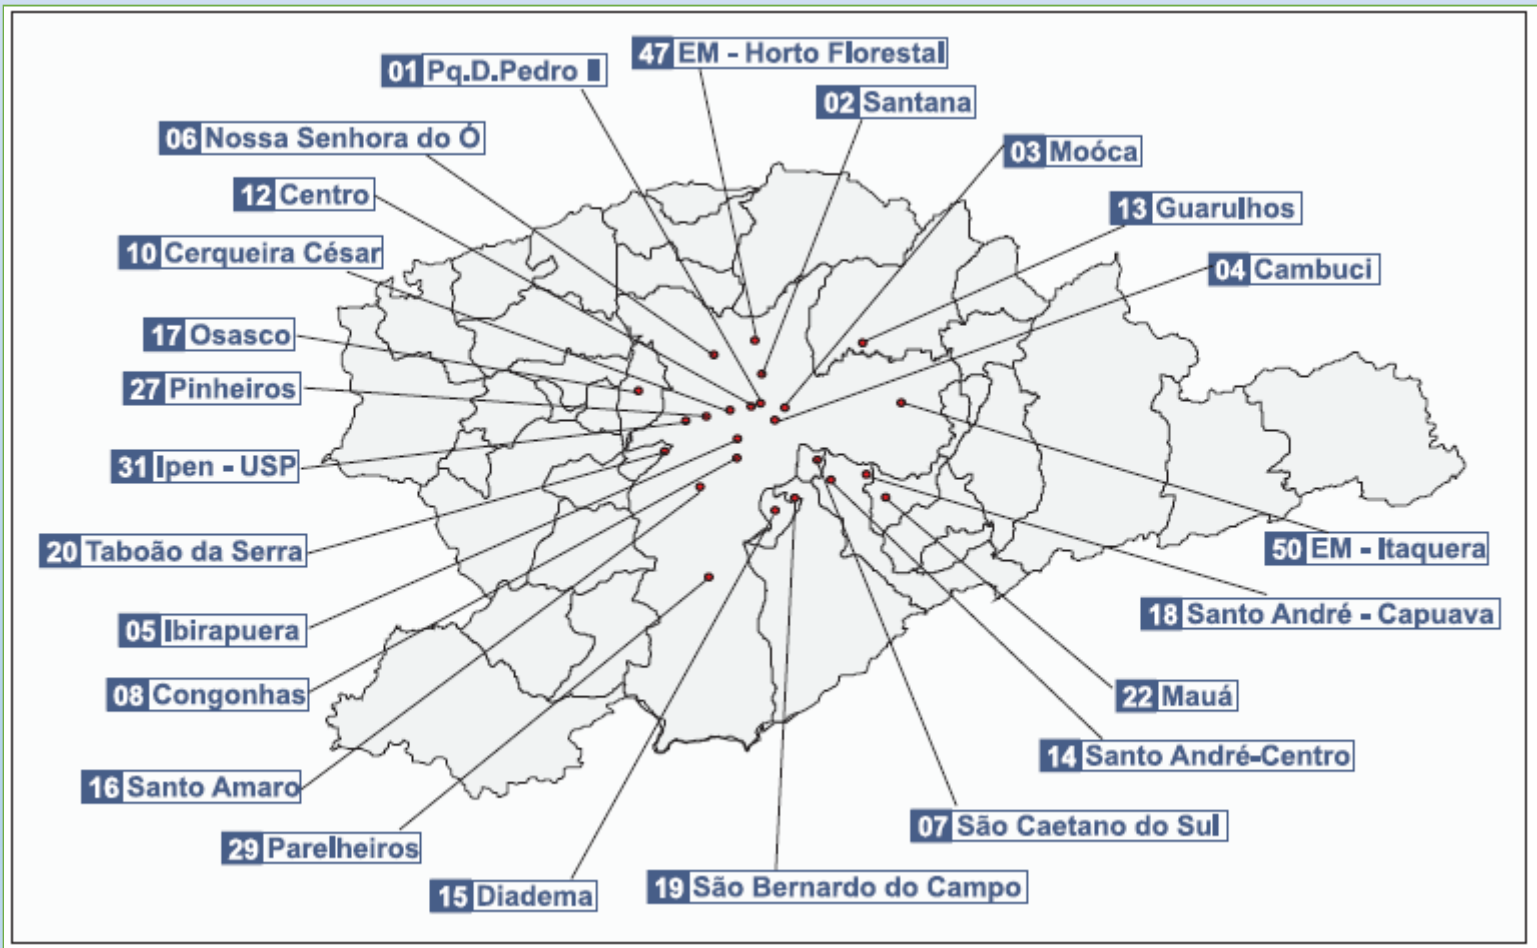 47 EM - Horto Florestal
01 Pq.D.Pedro II
02 Santana
06 Nossa Senhora do Ó
03 Moóca
12 Centro
13 Guarulhos
10 Cerqueira César
04 Cambuci
17 Osasco
27 Pinheiros
31 Ipen - USP
20 Taboão da Serra
50 EM - Itaquera
18 Santo André - Capuava
05 Ibirapuera
08 Congonhas
22 Mauá
14 Santo André-Centro
16 Santo Amaro
07 São Caetano do Sul
29 Parelheiros
19 São Bernardo do Campo
15 Diadema